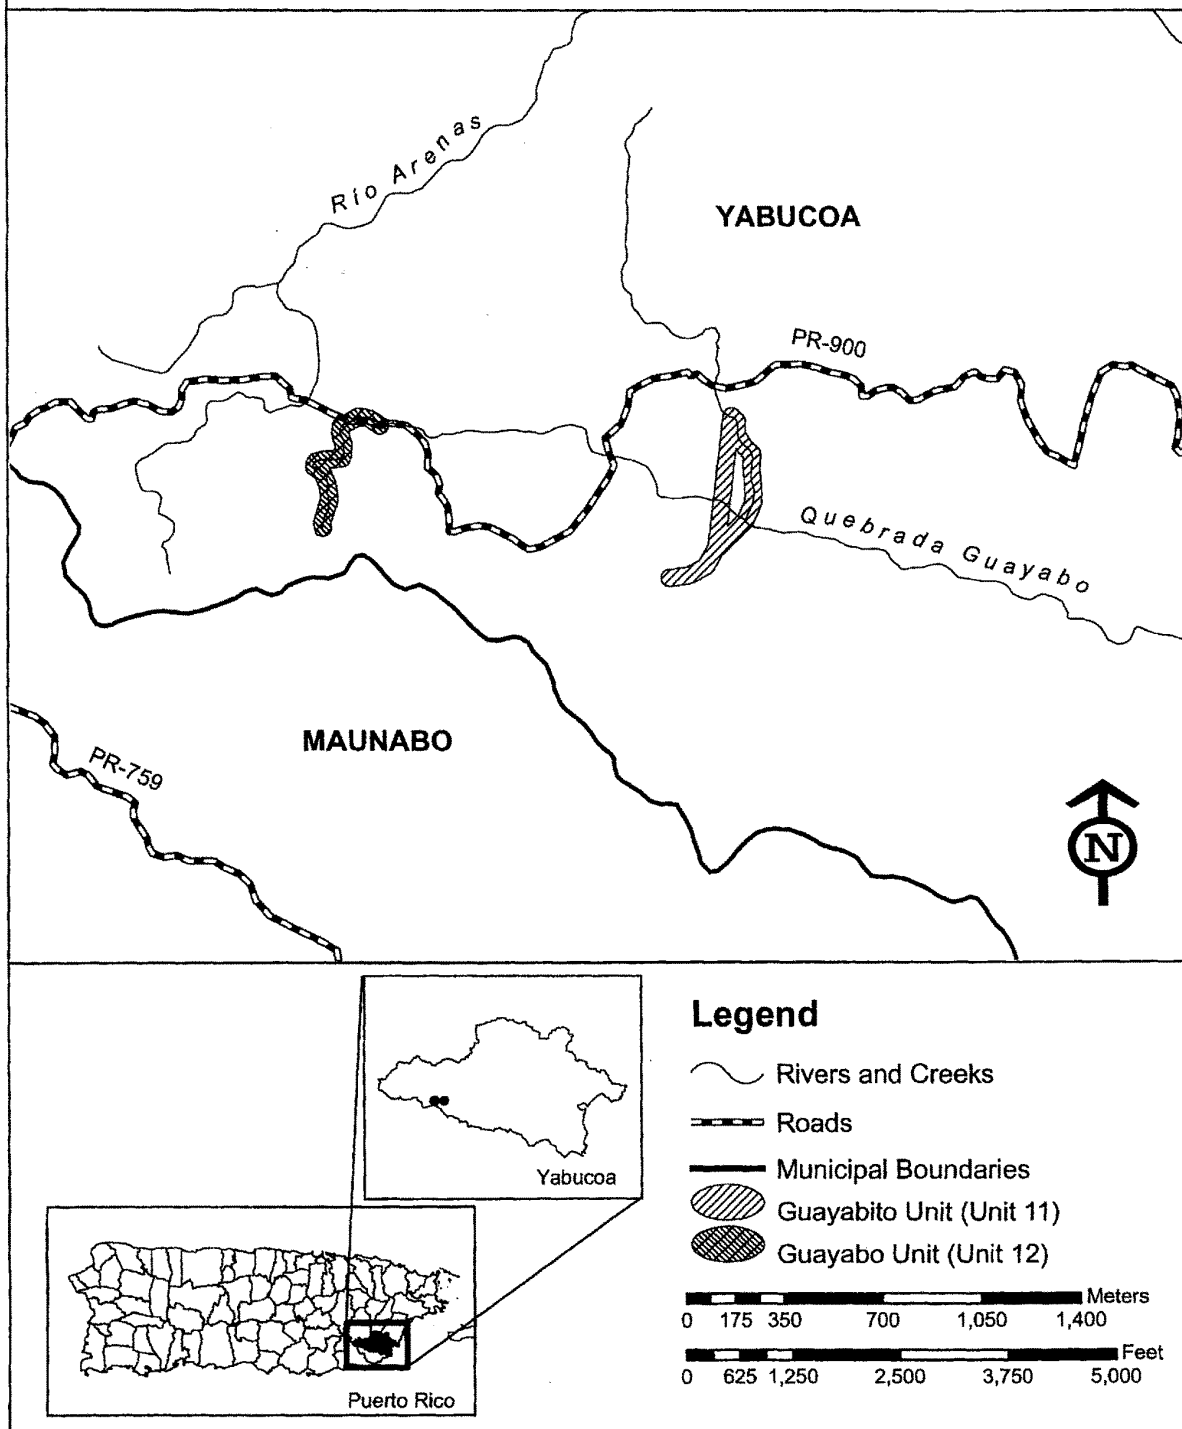 Río Arenas
YABUCOA
PR-900
Quebrada Guayabo
MAUNABO
PR-759
N
Yabucoa
Puerto Rico
Legend
Rivers and Creeks
Roads
Municipal Boundaries
Guayabito Unit (Unit 11)
Guayabo Unit (Unit 12)
Meters
0 175 350 700 1,050 1,400
Feet
0 625 1,250 2,500 3,750 5,000